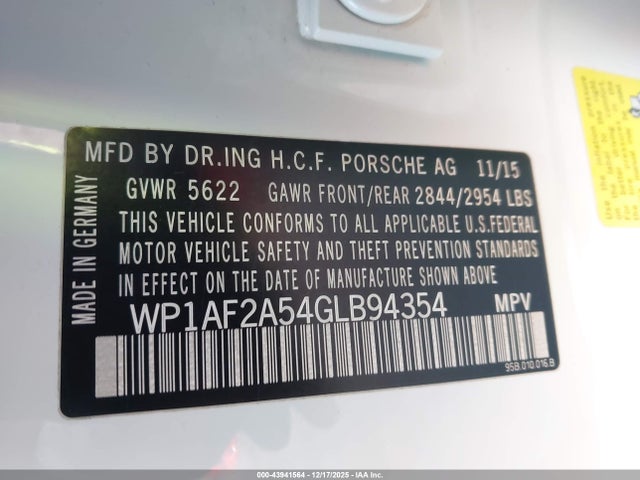 MFD BY DR.ING H.C.F. PORSCHE AG 11/15
GVWR 5622 GAWR FRONT/REAR 2844/2954 LBS
THIS VEHICLE CONFORMS TO ALL APPLICABLE U.S.FEDERAL
MOTOR VEHICLE SAFETY AND THEFT PREVENTION STANDARDS
IN EFFECT ON THE DATE OF MANUFACTURE SHOWN ABOVE
WP1AF2A54GLB94354 MPV
95B.010.016.B
MADE IN GERMANY
000-43941564 • 12/17/2025 • IAA Inc.